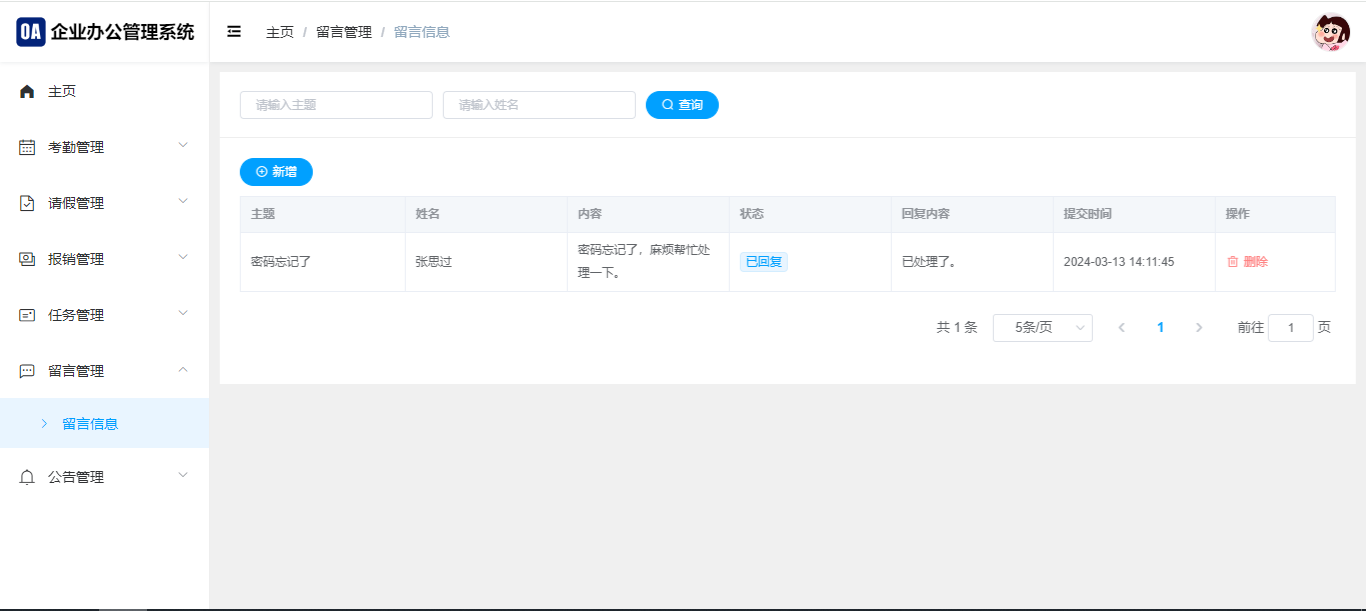 OA 企业办公管理系统
主页 / 留言管理 / 留言信息
主页
考勤管理
请假管理
报销管理
任务管理
留言管理
留言信息
公告管理
请输入主题 请输入姓名 查询
新增
主题 姓名 内容 状态 回复内容 提交时间 操作
密码忘记了 张思过 密码忘记了，麻烦帮忙处
理一下。 已回复 已处理了。 2024-03-13 14:11:45 删除
共 1 条 5条/页 1 前往 1 页